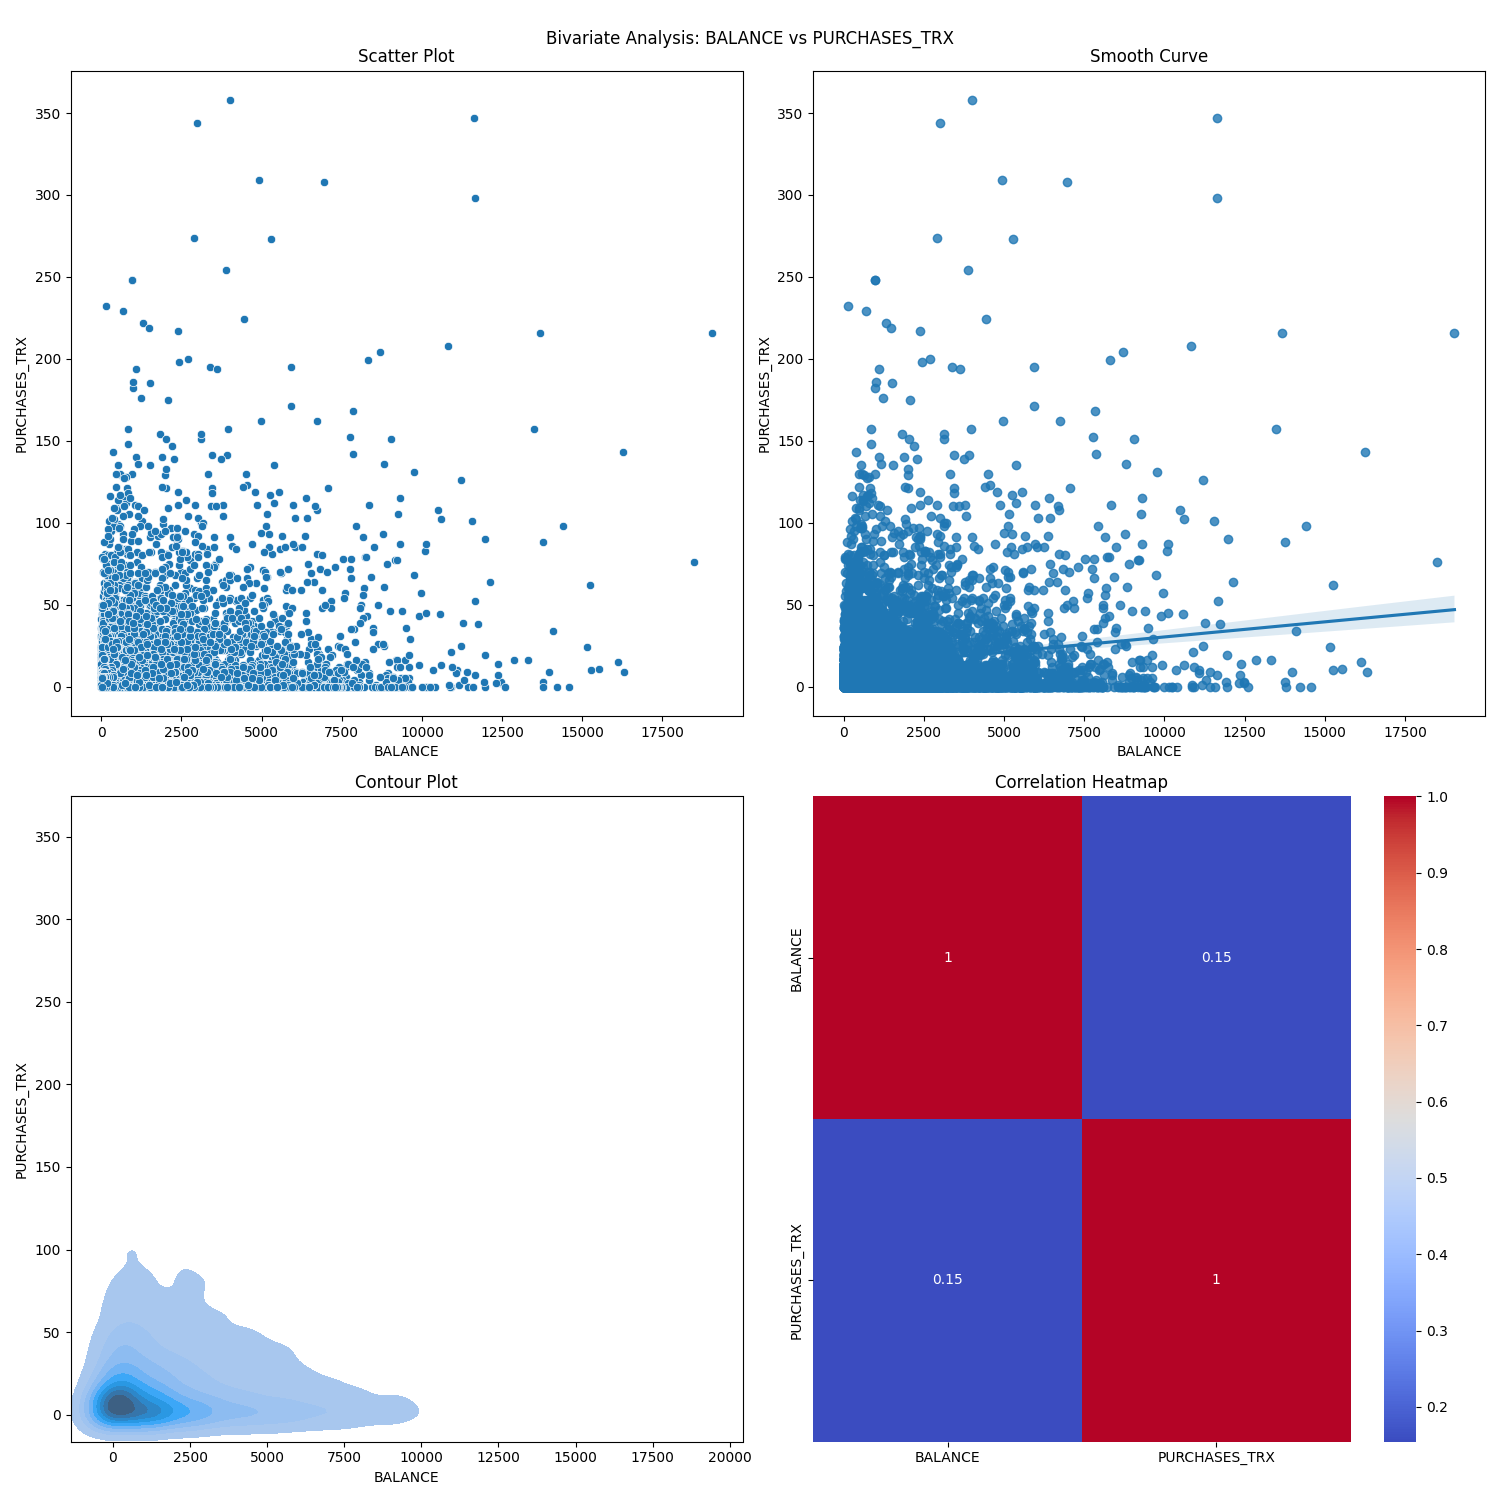 Bivariate Analysis: BALANCE vs PURCHASES_TRX
Scatter Plot
350
300
250
200
150
100
50
0
PURCHASES_TRX
0 2500 5000 7500 10000 12500 15000 17500
BALANCE
Smooth Curve
350
300
250
200
150
100
50
0
PURCHASES_TRX
0 2500 5000 7500 10000 12500 15000 17500
BALANCE
Contour Plot
350
300
250
200
150
100
50
0
PURCHASES_TRX
0 2500 5000 7500 10000 12500 15000 17500 20000
BALANCE
Correlation Heatmap
BALANCE
PURCHASES_TRX
1 0.15
0.15 1
BALANCE PURCHASES_TRX
1.0
0.9
0.8
0.7
0.6
0.5
0.4
0.3
0.2